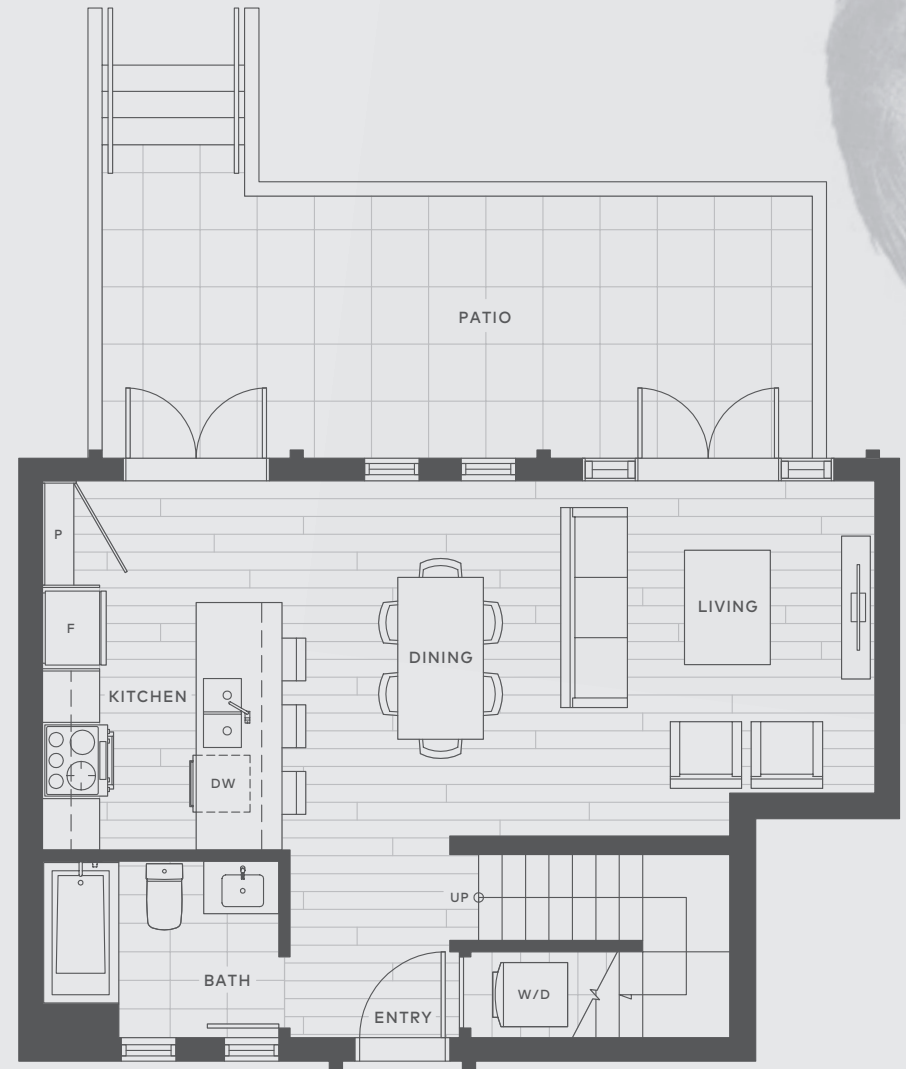 PATIO
P
F
LIVING
DINING
KITCHEN
DW
UP
BATH
W/D
ENTRY